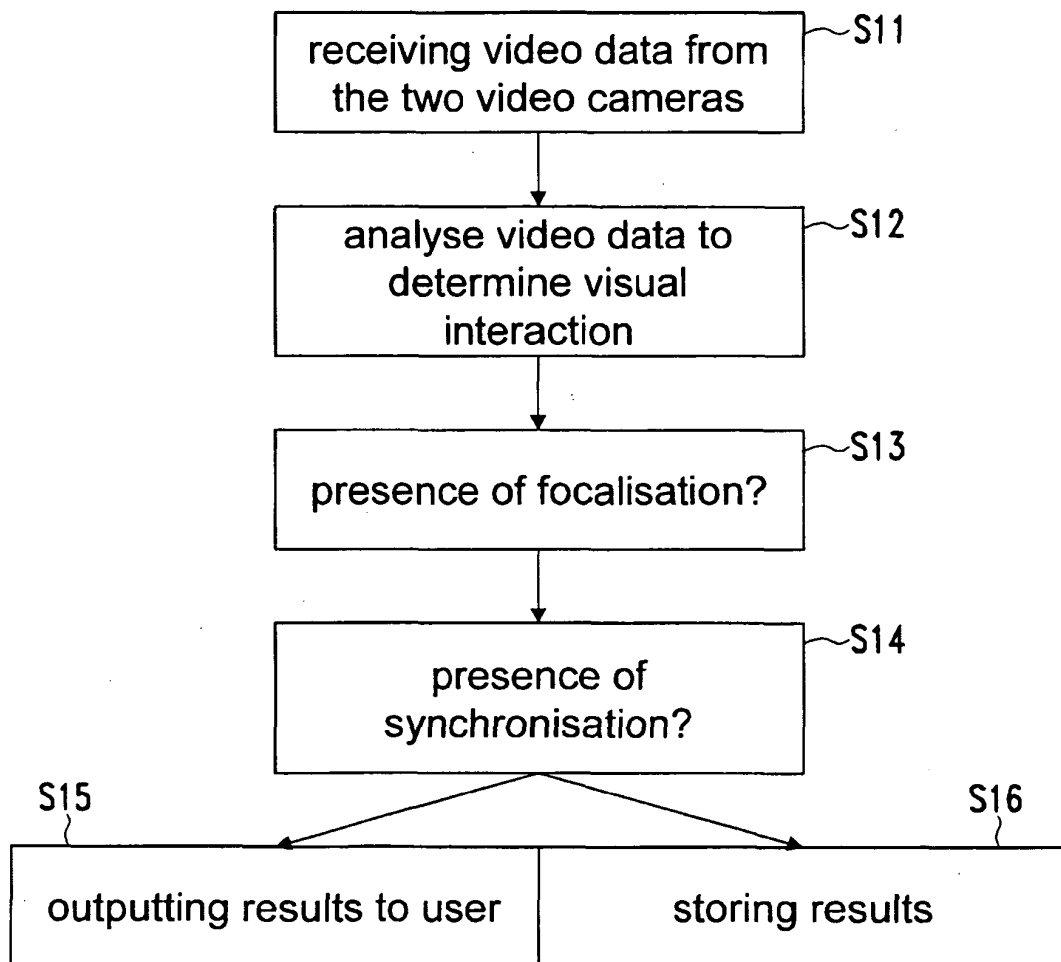 S11
receiving video data from
the two video cameras
S12
analyse video data to
determine visual
interaction
S13
presence of focalisation?
S14
presence of
synchronisation?
S15
S16
outputting results to user
storing results